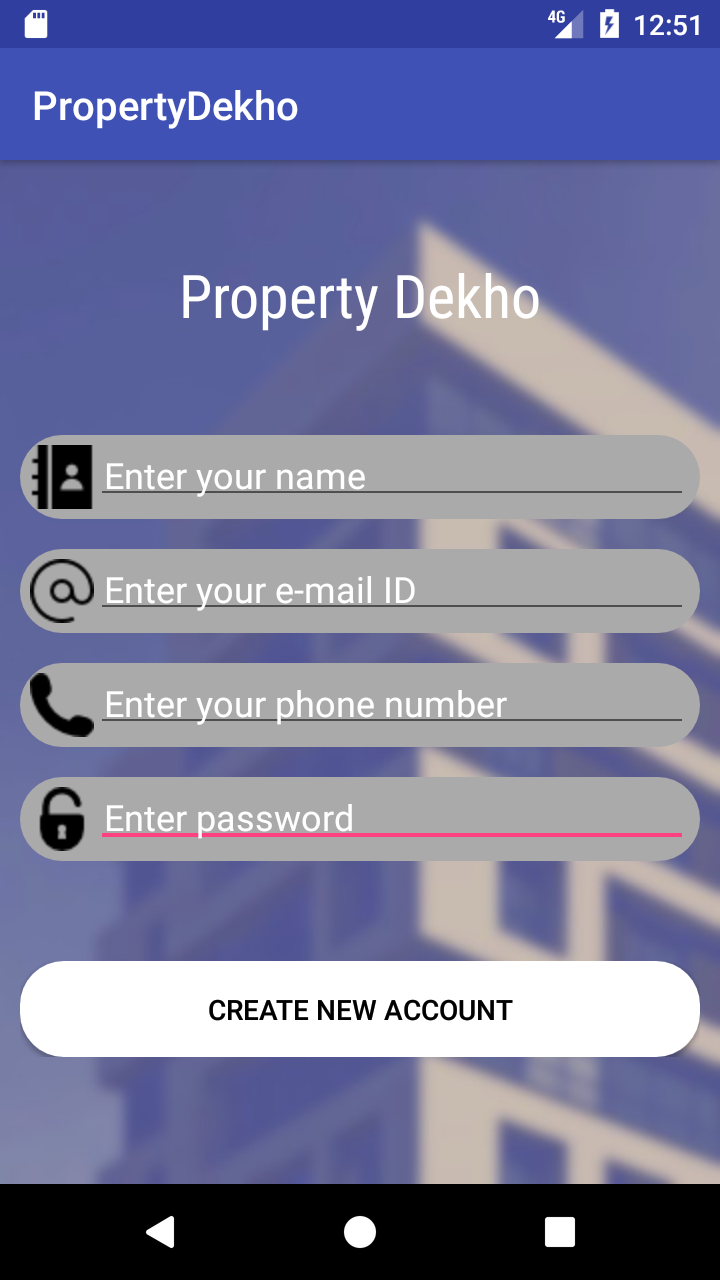 4G 12:51
PropertyDekho
Property Dekho
Enter your name
Enter your e-mail ID
Enter your phone number
Enter password
CREATE NEW ACCOUNT